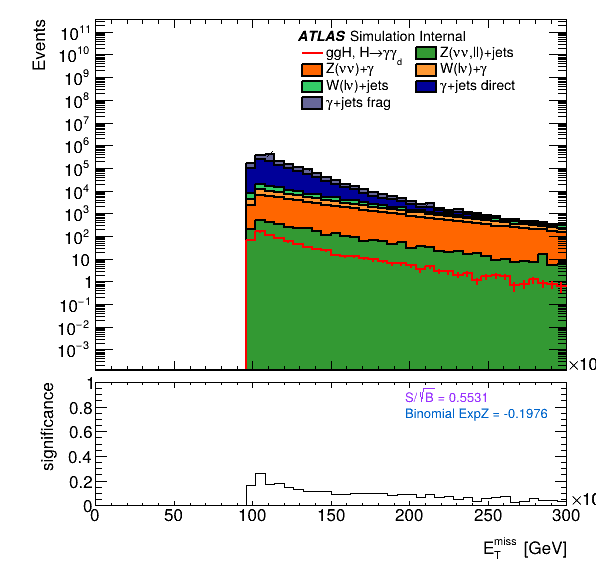 Events
10¹¹
10¹⁰
10⁹
10⁸
10⁷
10⁶
10⁵
10⁴
10³
10²
10
1
10⁻¹
10⁻²
10⁻³
ATLAS Simulation Internal
ggH, H→γγ_d
Z(νν,ll)+jets
Z(νν)+γ
W(lν)+γ
W(lν)+jets
γ+jets direct
γ+jets frag
×10
significance
1
0.8
0.6
0.4
0.2
0
S/√B = 0.5531
Binomial ExpZ = -0.1976
×10
0 50 100 150 200 250 300
E_T^miss [GeV]